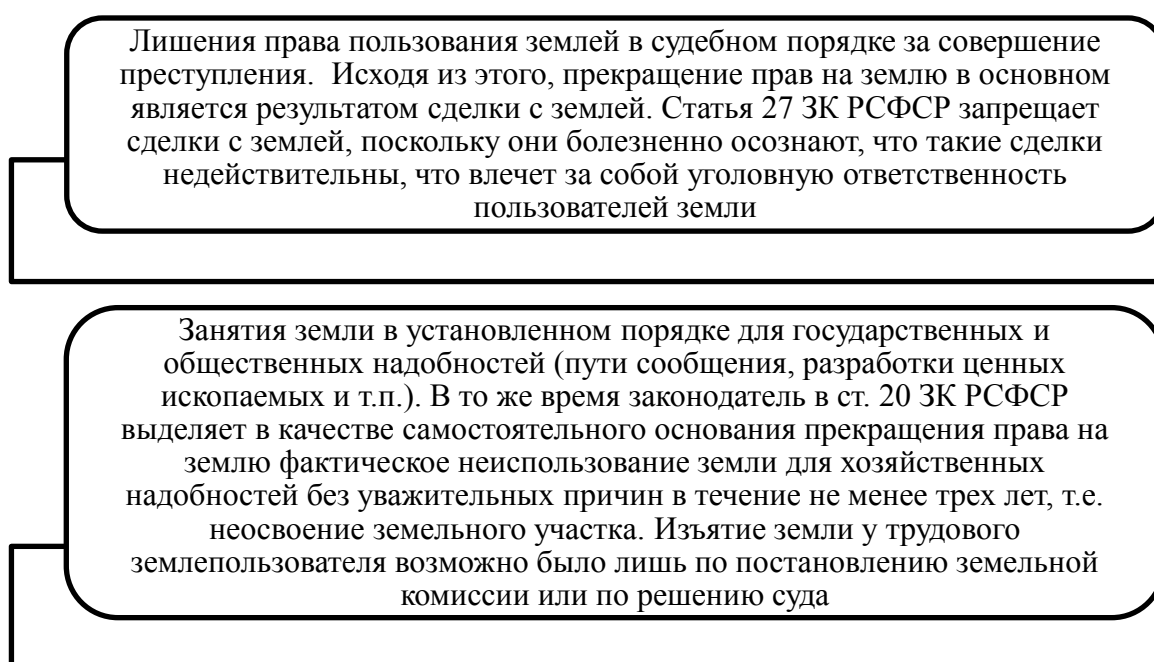 Лишения права пользования землей в судебном порядке за совершение
преступления.  Исходя из этого, прекращение прав на землю в основном
является результатом сделки с землей. Статья 27 ЗК РСФСР запрещает
сделки с землей, поскольку они болезненно осознают, что такие сделки
недействительны, что влечет за собой уголовную ответственность
пользователей земли
Занятия земли в установленном порядке для государственных и
общественных надобностей (пути сообщения, разработки ценных
ископаемых и т.п.). В то же время законодатель в ст. 20 ЗК РСФСР
выделяет в качестве самостоятельного основания прекращения права на
землю фактическое неиспользование земли для хозяйственных
надобностей без уважительных причин в течение не менее трех лет, т.е.
неосвоение земельного участка. Изъятие земли у трудового
землепользователя возможно было лишь по постановлению земельной
комиссии или по решению суда